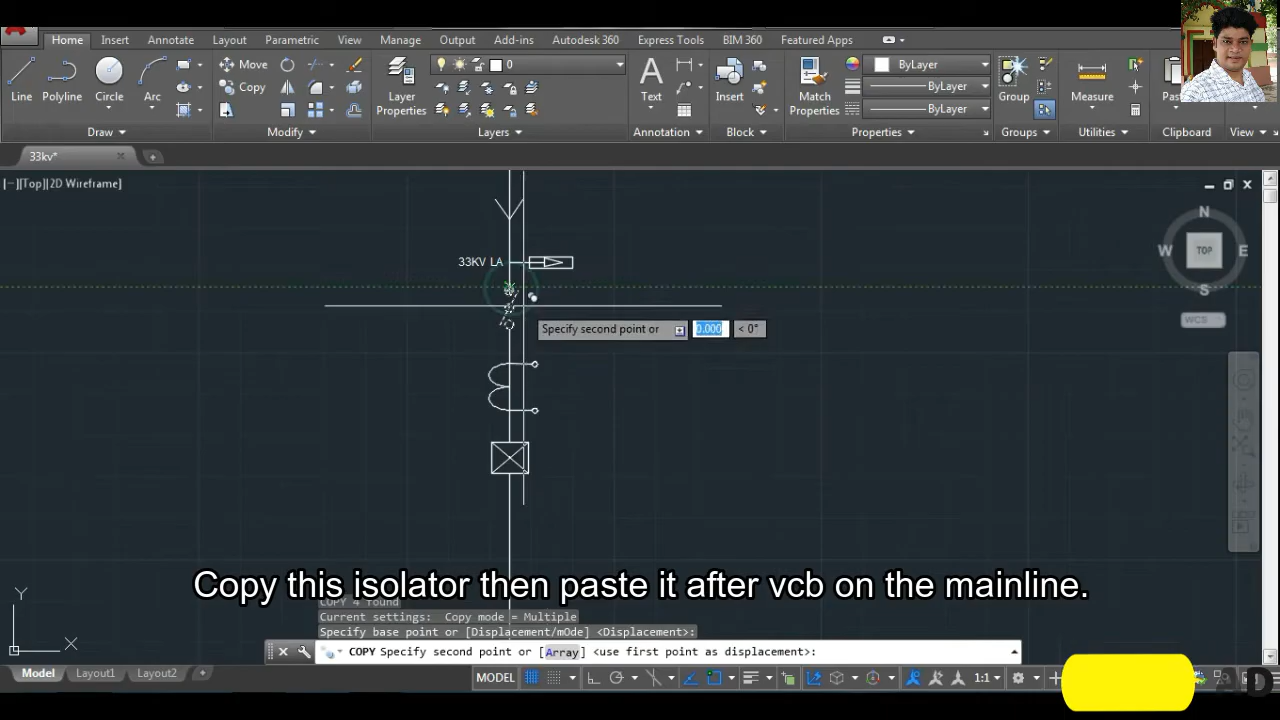 Home Insert Annotate Layout Parametric View Manage Output Add-ins Autodesk 360 Express Tools BIM 360 Featured Apps
Line Polyline Circle Arc
Move
Copy
Layer Properties
0
Text
Insert
Match Properties
ByLayer
ByLayer
ByLayer
Group
Measure
Draw Modify Layers Annotation Block Properties Groups Utilities Clipboard View
33kv*
[−][Top][2D Wireframe]
N
W TOP E
S
WCS
33KV LA
Specify second point or 0.000 < 0°
Copy this isolator then paste it after vcb on the mainline.
Y
X
COPY 4 found
Current settings: Copy mode = Multiple
Specify base point or [Displacement/mOde] <Displacement>:
COPY Specify second point or [Array] <use first point as displacement>:
Model Layout1 Layout2
MODEL 1:1